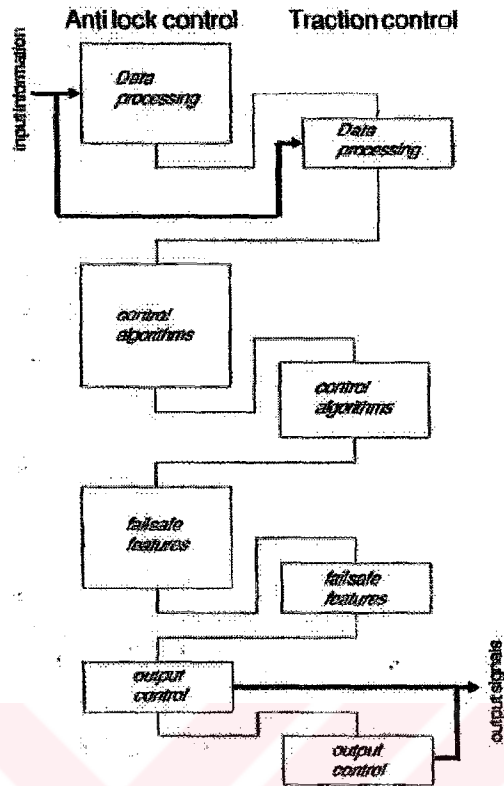 Anti lock control
Traction control
input information
Data
processing
Data
processing
control
algorithms
control
algorithms
failsafe
features
failsafe
features
output
control
output signals
output
control